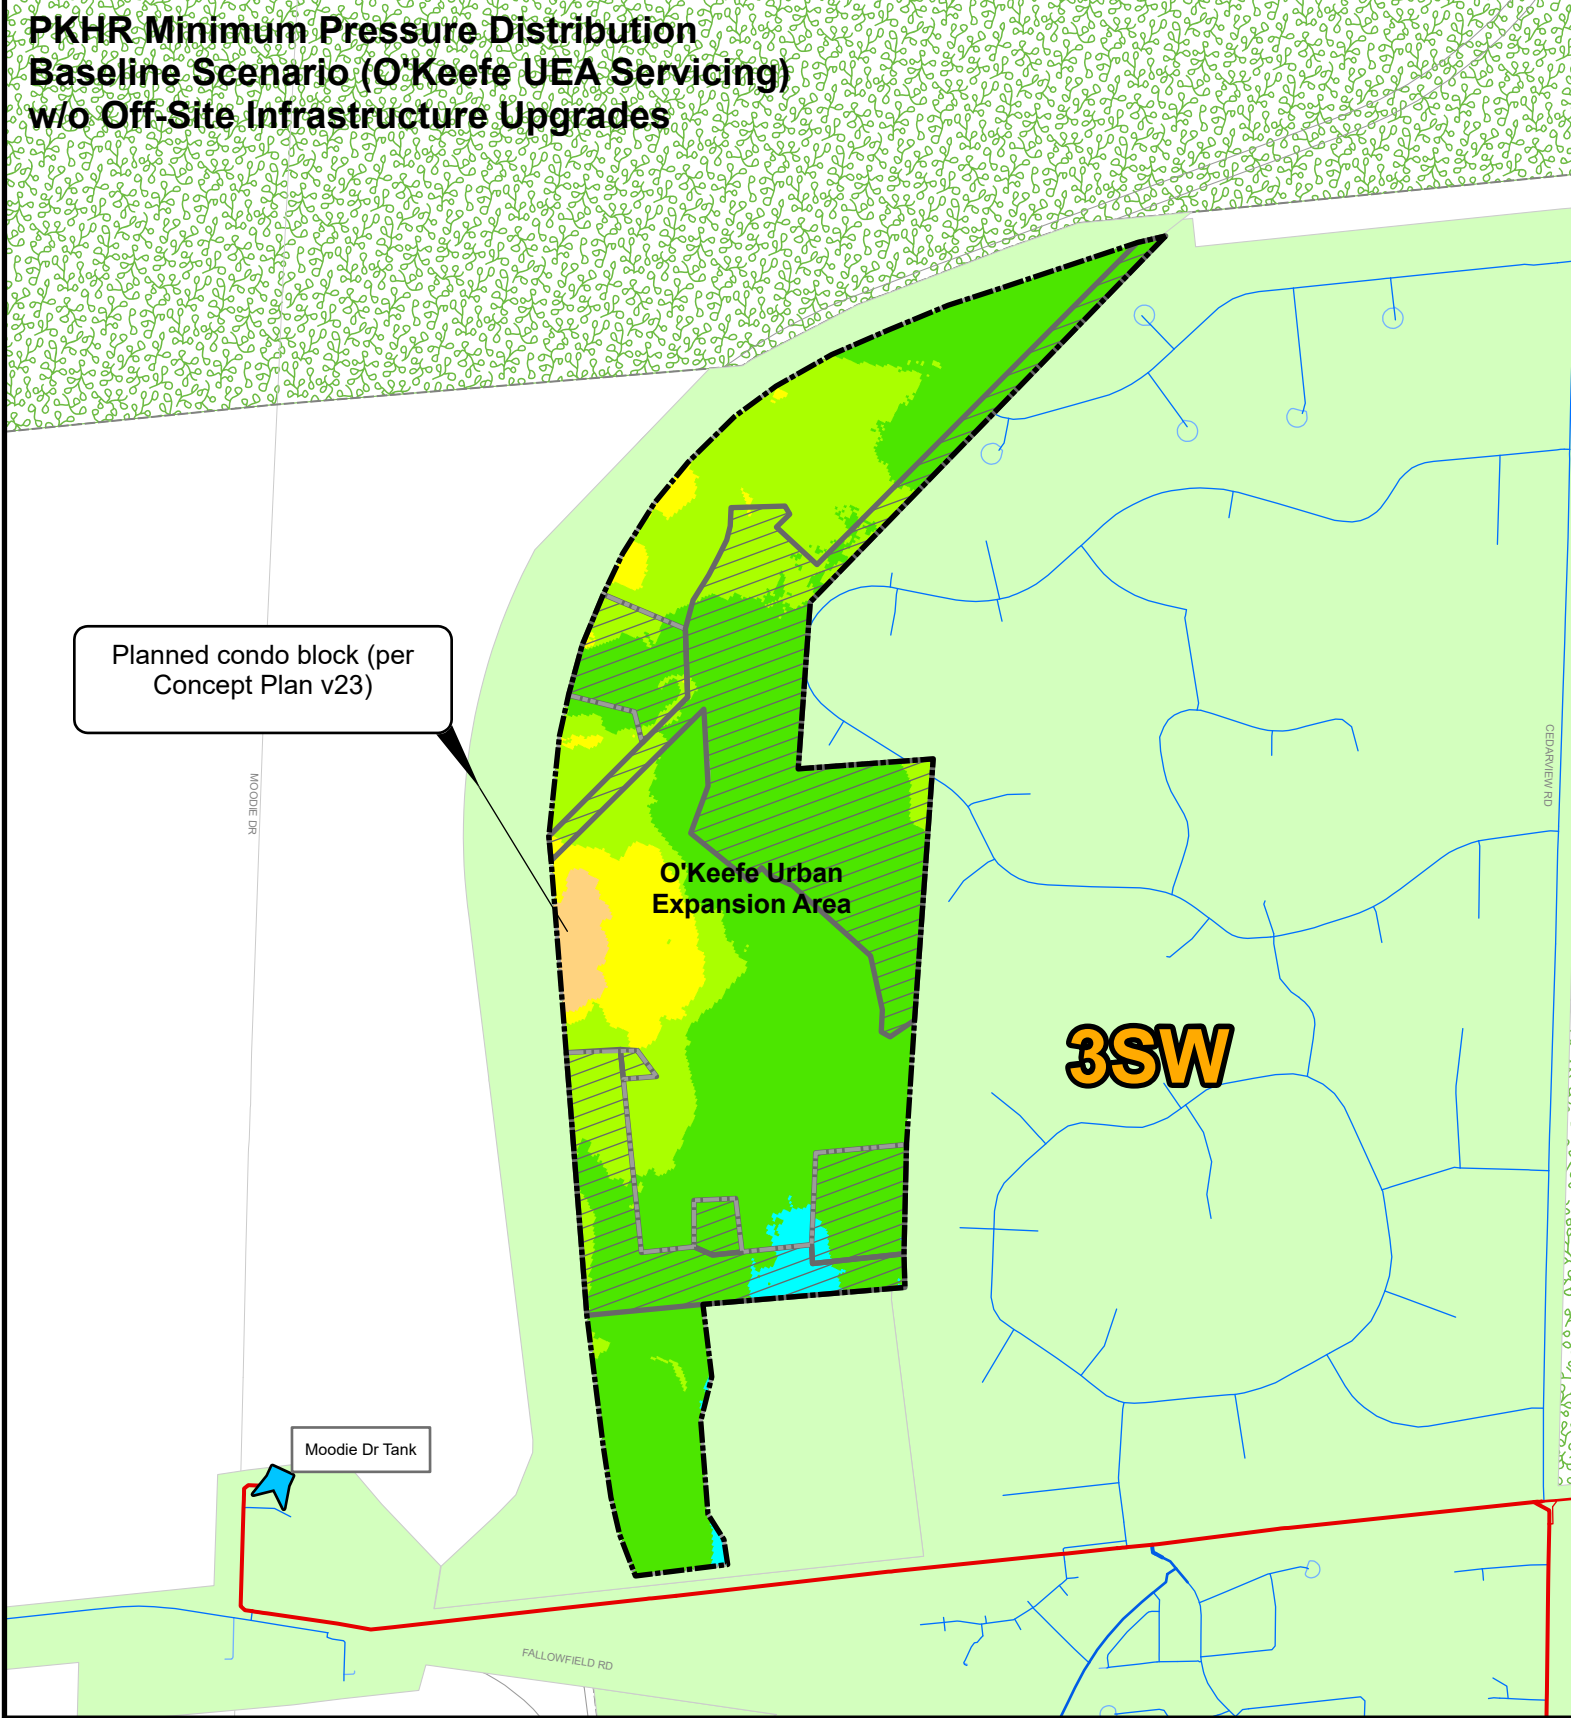 PKHR Minimum Pressure Distribution
Baseline Scenario (O'Keefe UEA Servicing)
w/o Off-Site Infrastructure Upgrades
Planned condo block (per
Concept Plan v23)
MOODIE DR
CEDARVIEW RD
O'Keefe Urban
Expansion Area
3SW
Moodie Dr Tank
FALLOWFIELD RD